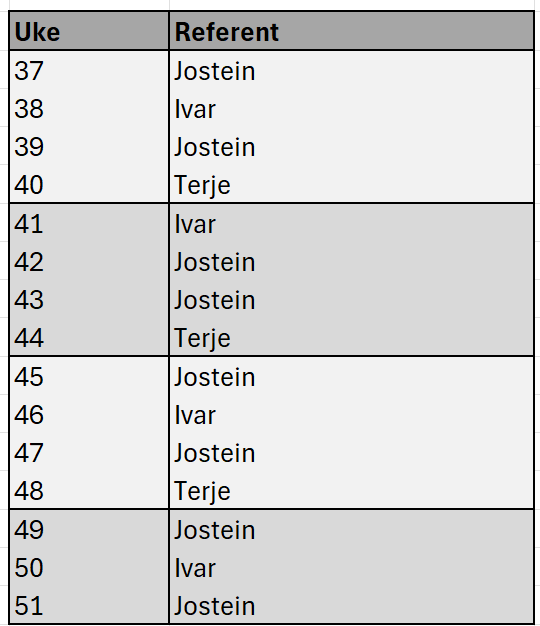 Uke Referent
37 Jostein
38 Ivar
39 Jostein
40 Terje
41 Ivar
42 Jostein
43 Jostein
44 Terje
45 Jostein
46 Ivar
47 Jostein
48 Terje
49 Jostein
50 Ivar
51 Jostein